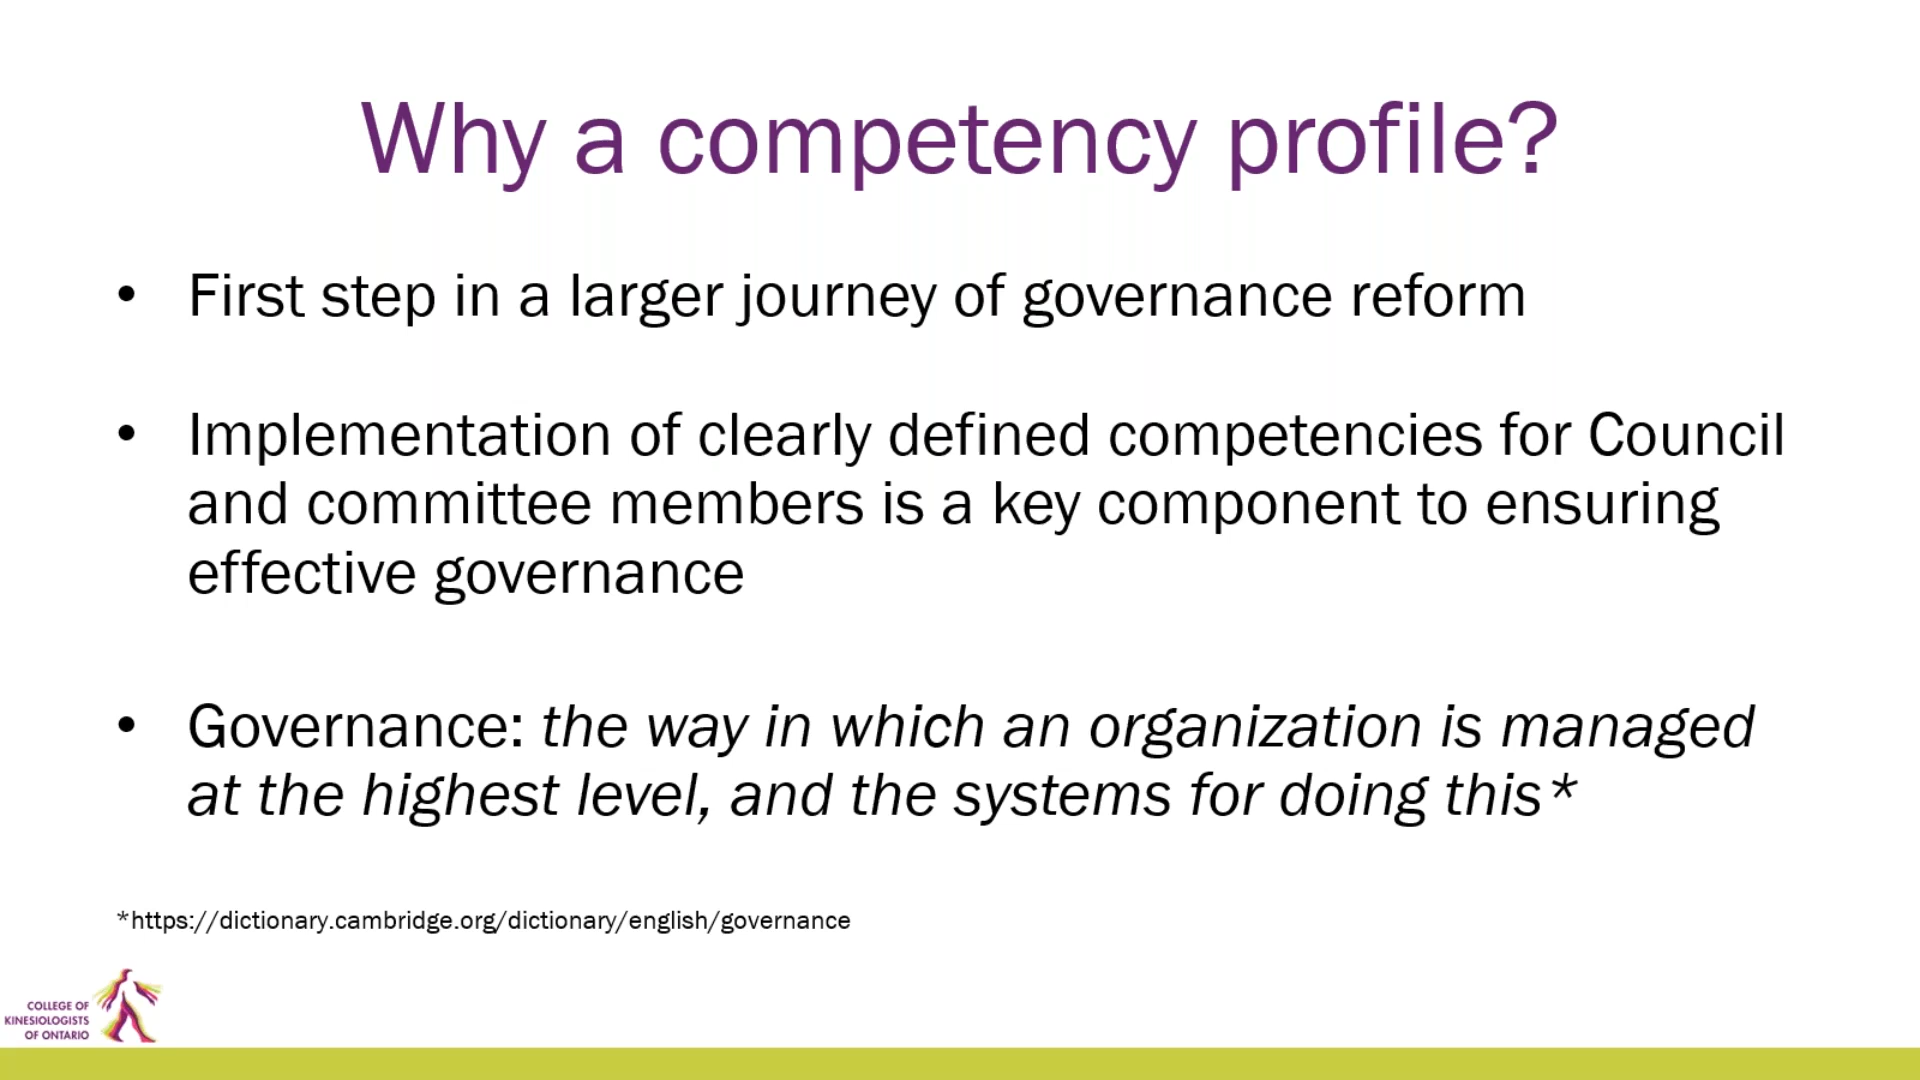 Why a competency profile?
• First step in a larger journey of governance reform
• Implementation of clearly defined competencies for Council
and committee members is a key component to ensuring
effective governance
• Governance: the way in which an organization is managed
at the highest level, and the systems for doing this*
*https://dictionary.cambridge.org/dictionary/english/governance
COLLEGE OF
KINESIOLOGISTS
OF ONTARIO